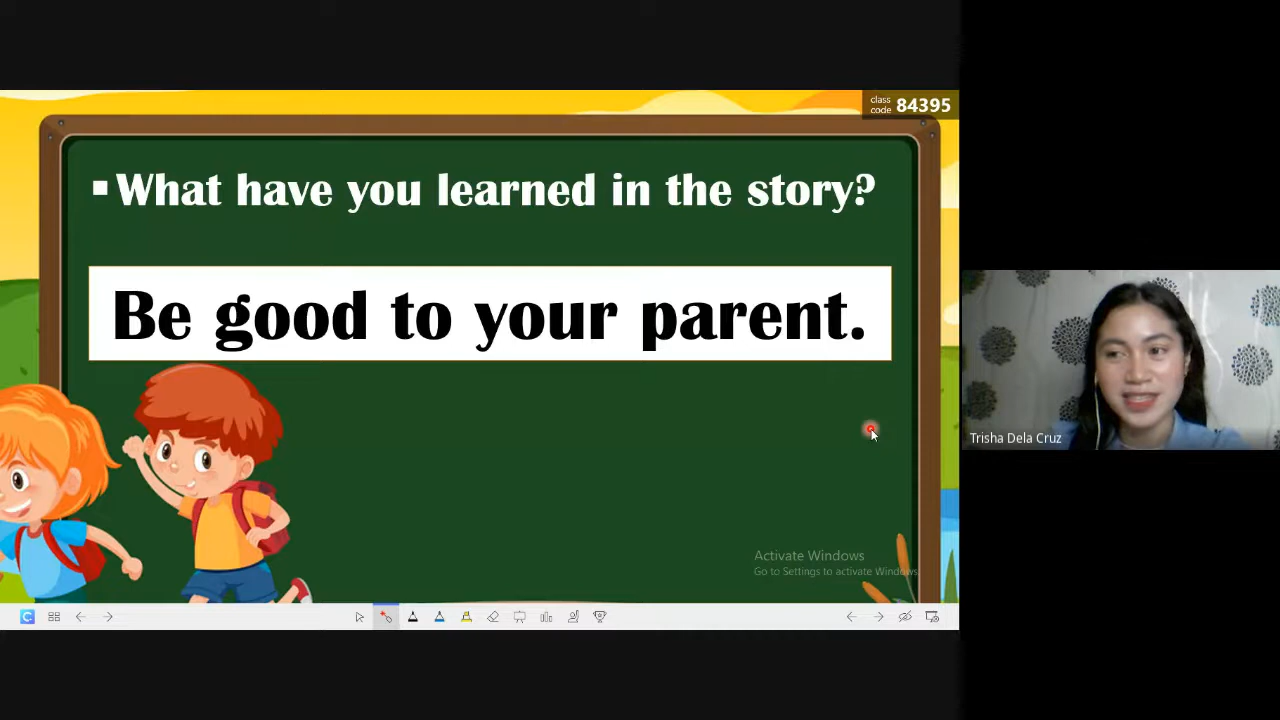 class
code 84395
▪ What have you learned in the story?
Be good to your parent.
Trisha Dela Cruz
Activate Windows
Go to Settings to activate Windows.